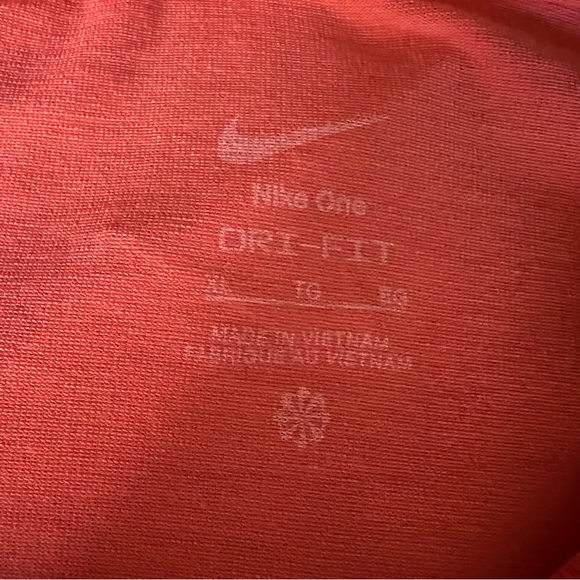 Nike One
DRI-FIT
XL TG EG
MADE IN VIETNAM
FABRIQUE AU VIETNAM